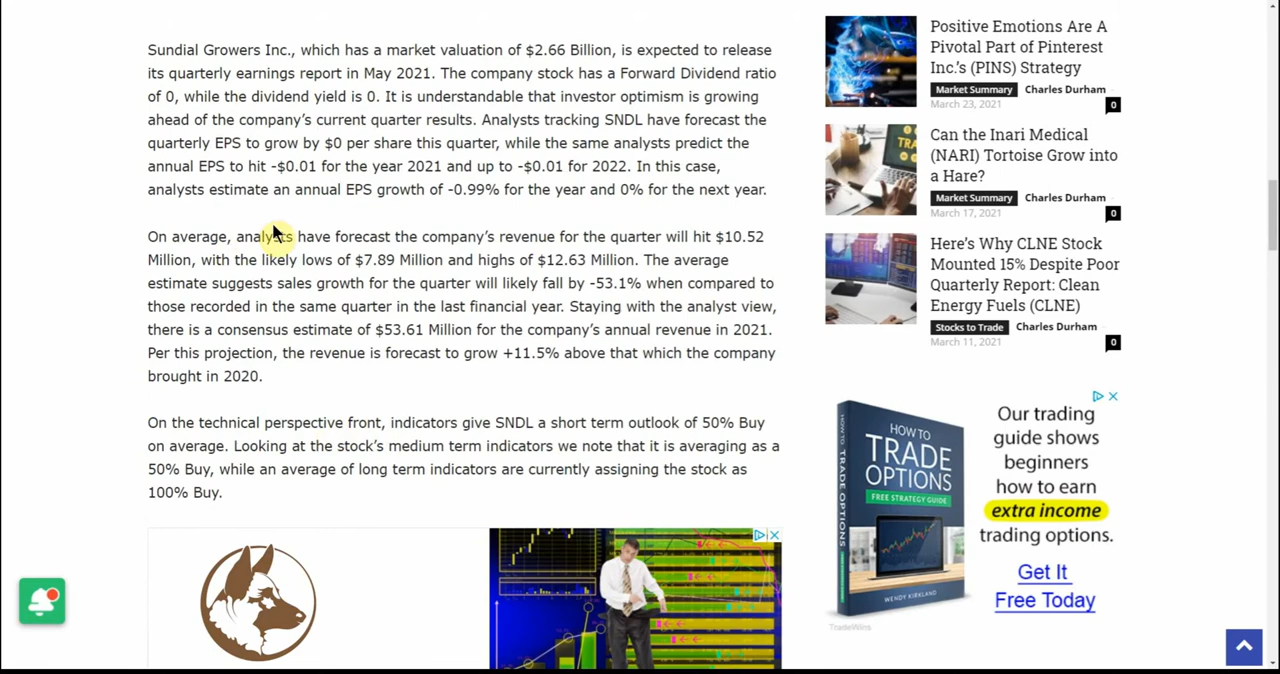 Sundial Growers Inc., which has a market valuation of $2.66 Billion, is expected to release
its quarterly earnings report in May 2021. The company stock has a Forward Dividend ratio
of 0, while the dividend yield is 0. It is understandable that investor optimism is growing
ahead of the company's current quarter results. Analysts tracking SNDL have forecast the
quarterly EPS to grow by $0 per share this quarter, while the same analysts predict the
annual EPS to hit -$0.01 for the year 2021 and up to -$0.01 for 2022. In this case,
analysts estimate an annual EPS growth of -0.99% for the year and 0% for the next year.
On average, analysts have forecast the company's revenue for the quarter will hit $10.52
Million, with the likely lows of $7.89 Million and highs of $12.63 Million. The average
estimate suggests sales growth for the quarter will likely fall by -53.1% when compared to
those recorded in the same quarter in the last financial year. Staying with the analyst view,
there is a consensus estimate of $53.61 Million for the company's annual revenue in 2021.
Per this projection, the revenue is forecast to grow +11.5% above that which the company
brought in 2020.
On the technical perspective front, indicators give SNDL a short term outlook of 50% Buy
on average. Looking at the stock's medium term indicators we note that it is averaging as a
50% Buy, while an average of long term indicators are currently assigning the stock as
100% Buy.
Positive Emotions Are A
Pivotal Part of Pinterest
Inc.'s (PINS) Strategy
Market Summary Charles Durham -
March 23, 2021 0
Can the Inari Medical
(NARI) Tortoise Grow into
a Hare?
Market Summary Charles Durham -
March 17, 2021 0
Here's Why CLNE Stock
Mounted 15% Despite Poor
Quarterly Report: Clean
Energy Fuels (CLNE)
Stocks to Trade Charles Durham -
March 11, 2021 0
HOW TO
TRADE
OPTIONS
FREE STRATEGY GUIDE
WENDY KIRKLAND
HOW TO TRADE OPTIONS
Our trading
guide shows
beginners
how to earn
extra income
trading options.
Get It
Free Today
TradeWins